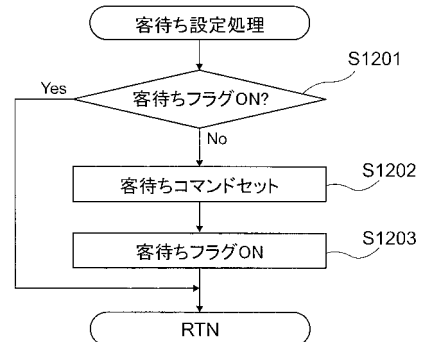 客待ち設定処理
S1201
Yes
客待ちフラグON?
No
S1202
客待ちコマンドセット
S1203
客待ちフラグON
RTN